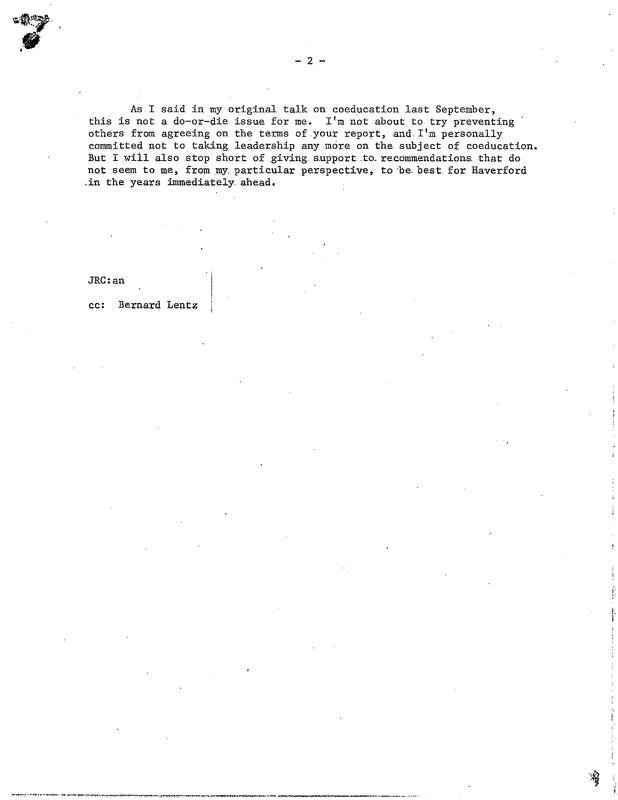 - 2 -
As I said in my original talk on coeducation last September,
this is not a do-or-die issue for me.  I'm not about to try preventing
others from agreeing on the terms of your report, and I'm personally
committed not to taking leadership any more on the subject of coeducation.
But I will also stop short of giving support to recommendations that do
not seem to me, from my particular perspective, to be best for Haverford
in the years immediately ahead.
JRC:an
cc:  Bernard Lentz